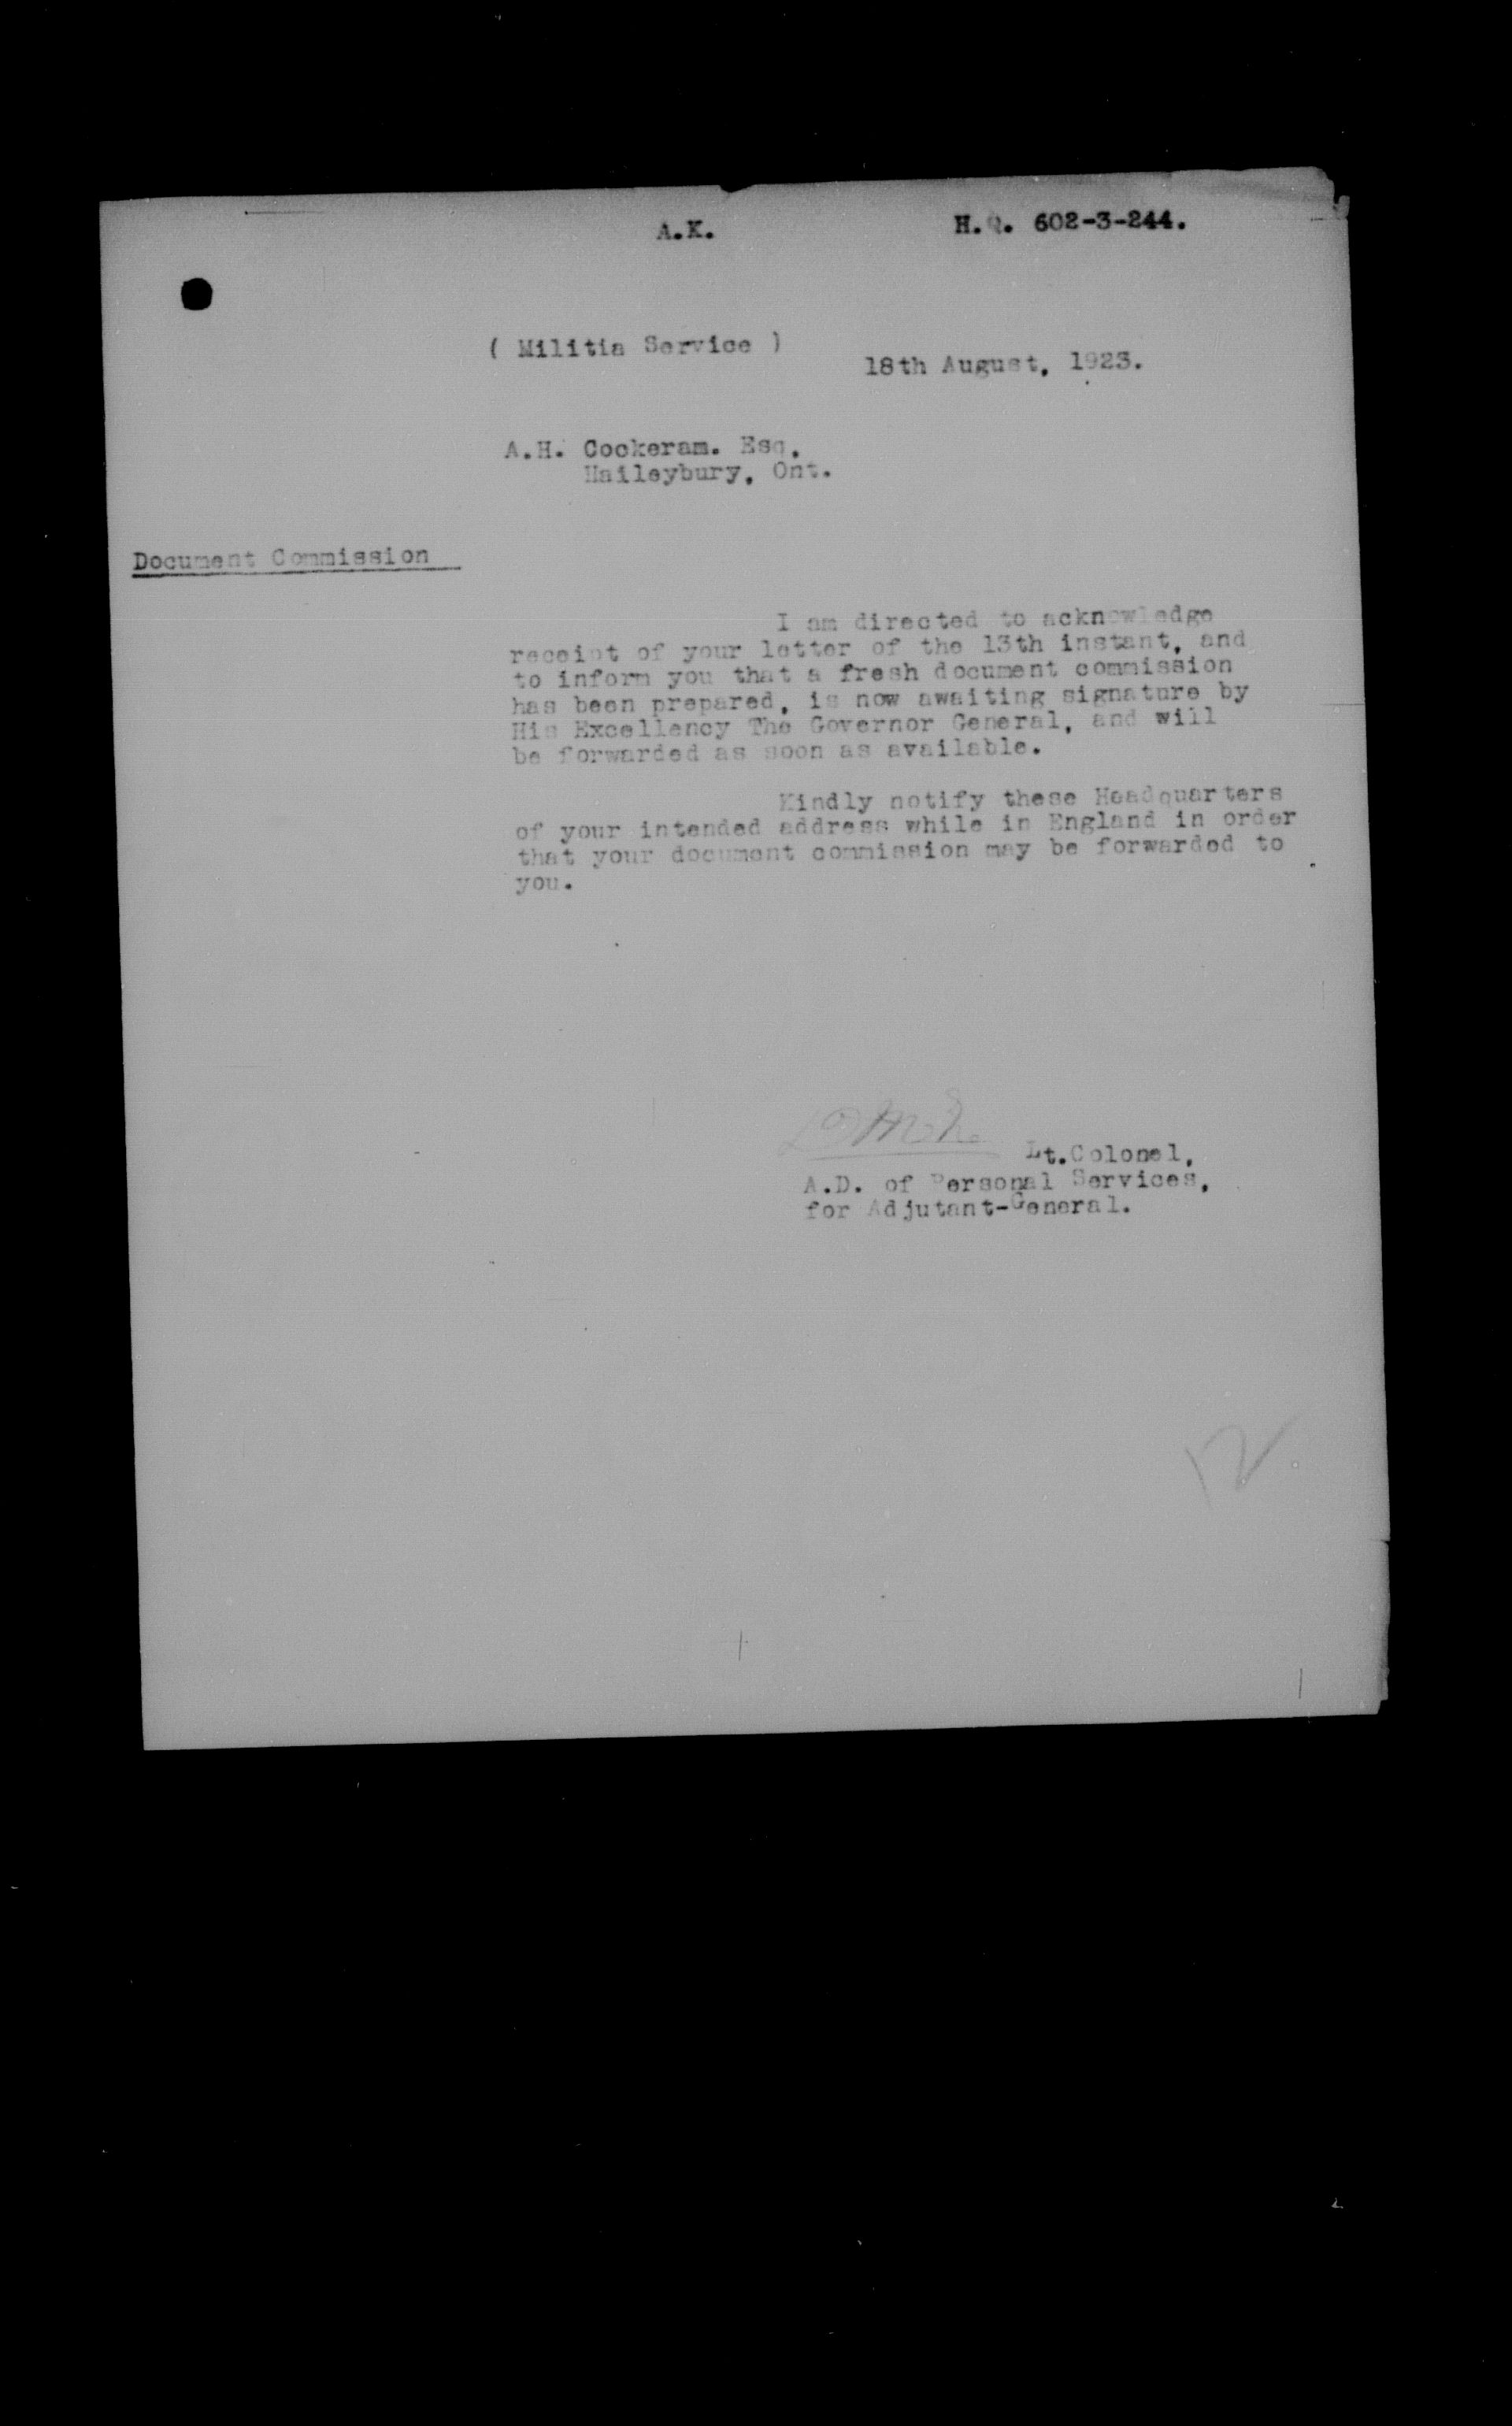 A.K. H.Q. 602-3-244.
( Militia Service )
18th August, 1923.
A.H. Cockeram. Esq.
Haileybury, Ont.
Document Commission
I am directed to acknowledge
receipt of your letter of the 13th instant, and
to inform you that a fresh document commission
has been prepared, is now awaiting signature by
His Excellency The Governor General, and will
be forwarded as soon as available.
Kindly notify these Headquarters
of your intended address while in England in order
that your document commission may be forwarded to
you.
Lt.Colonel,
A.D. of Personal Services,
for Adjutant-General.
12